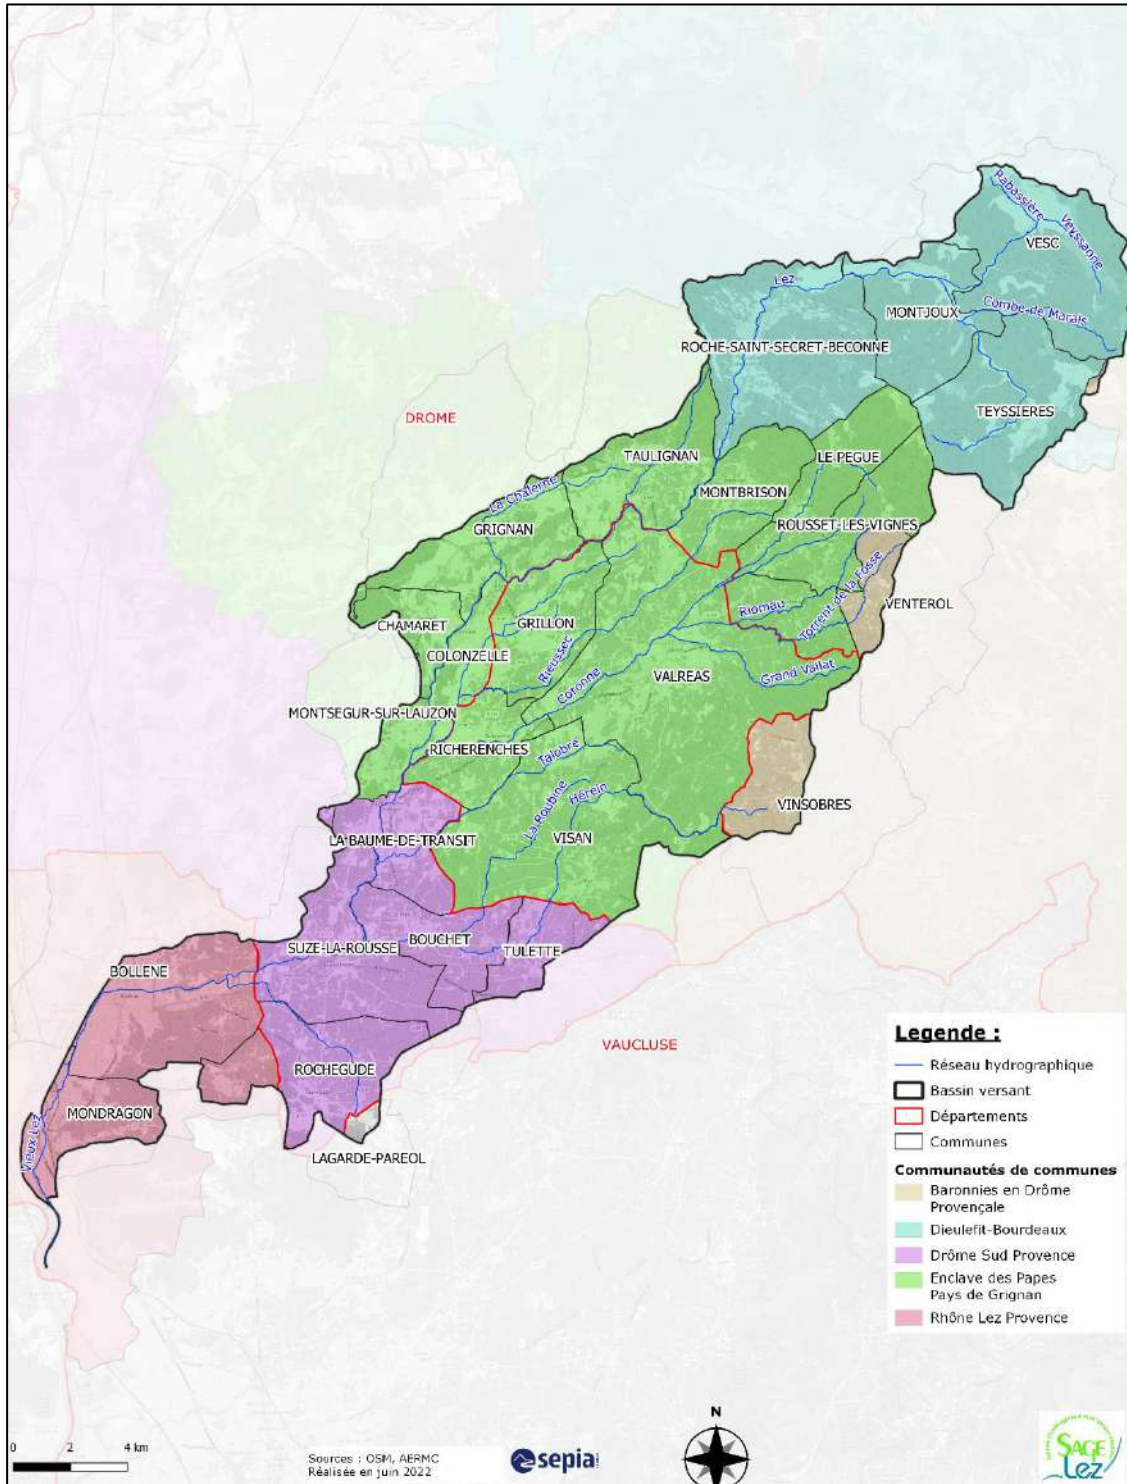 Rabassière
Veyssanne
VESC
Lez
Combe de Marais
MONTJOUX
ROCHE-SAINT-SECRET-BECONNE
TEYSSIERES
DROME
TAULIGNAN
LE-PEGUE
La Chalerne
MONTBRISON
GRIGNAN
ROUSSET-LES-VIGNES
Torrent de la Fosse
VENTEROL
Riomau
CHAMARET
GRILLON
COLONZELLE
Rieussec
Coronne
VALREAS
Grand Vallat
MONTSEGUR-SUR-LAUZON
RICHERENCHES
Talobre
La Roubine
Hérein
VINSOBRES
VISAN
LA BAUME-DE-TRANSIT
SUZE-LA-ROUSSE
BOUCHET
TULETTE
BOLLENE
VAUCLUSE
ROCHEGUDE
MONDRAGON
Vieux Lez
LAGARDE-PAREOL
Legende :
Réseau hydrographique
Bassin versant
Départements
Communes
Communautés de communes
Baronnies en Drôme
Provençale
Dieulefit-Bourdeaux
Drôme Sud Provence
Enclave des Papes
Pays de Grignan
Rhône Lez Provence
0 2 4 km
Sources : OSM, AERMC
Réalisée en juin 2022
sepia
N
SAGE
Lez